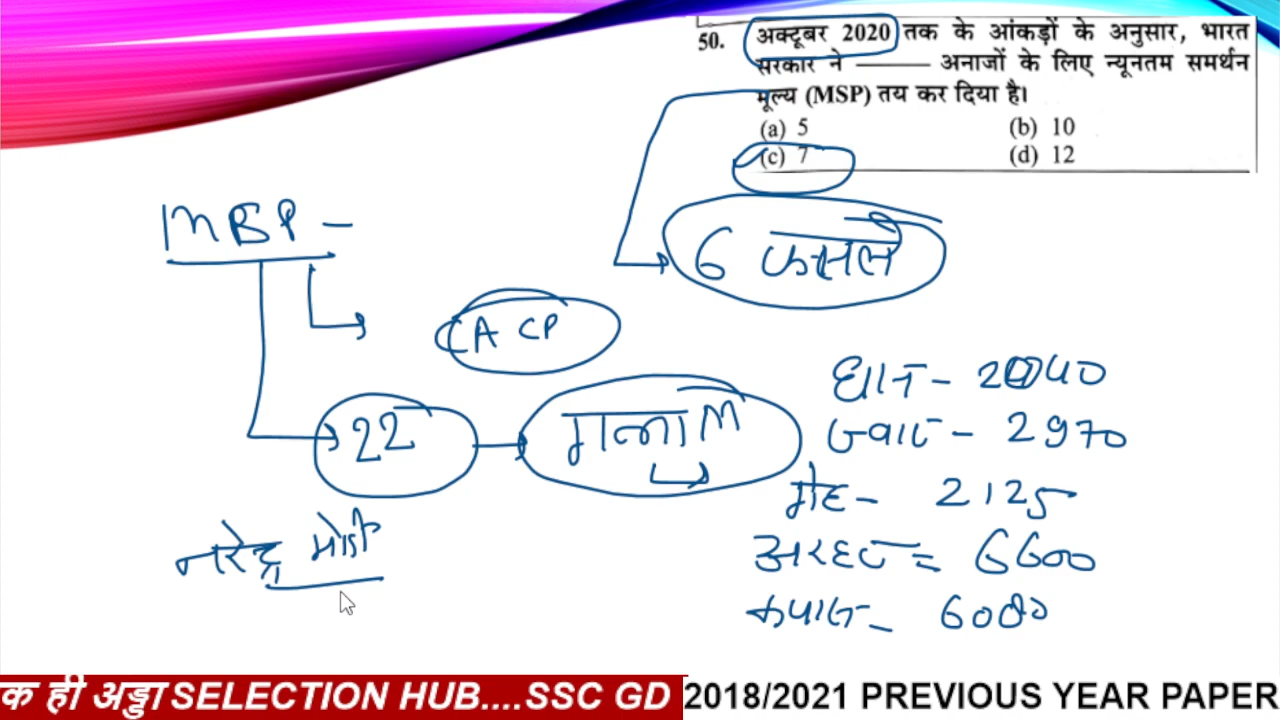 50. अक्टूबर 2020 तक के आंकड़ों के अनुसार, भारत
सरकार ने ——— अनाजों के लिए न्यूनतम समर्थन
मूल्य (MSP) तय कर दिया है।
(a) 5 (b) 10
(c) 7 (d) 12
MSP -
6 फसले
CACP
22 गन्ना
धान - 2040
ज्वार - 2970
गेहू - 2125
अरहर = 6600
कपास - 6080
नरेन्द्र मोदी
क ही अड्डा SELECTION HUB....SSC GD 2018/2021 PREVIOUS YEAR PAPER